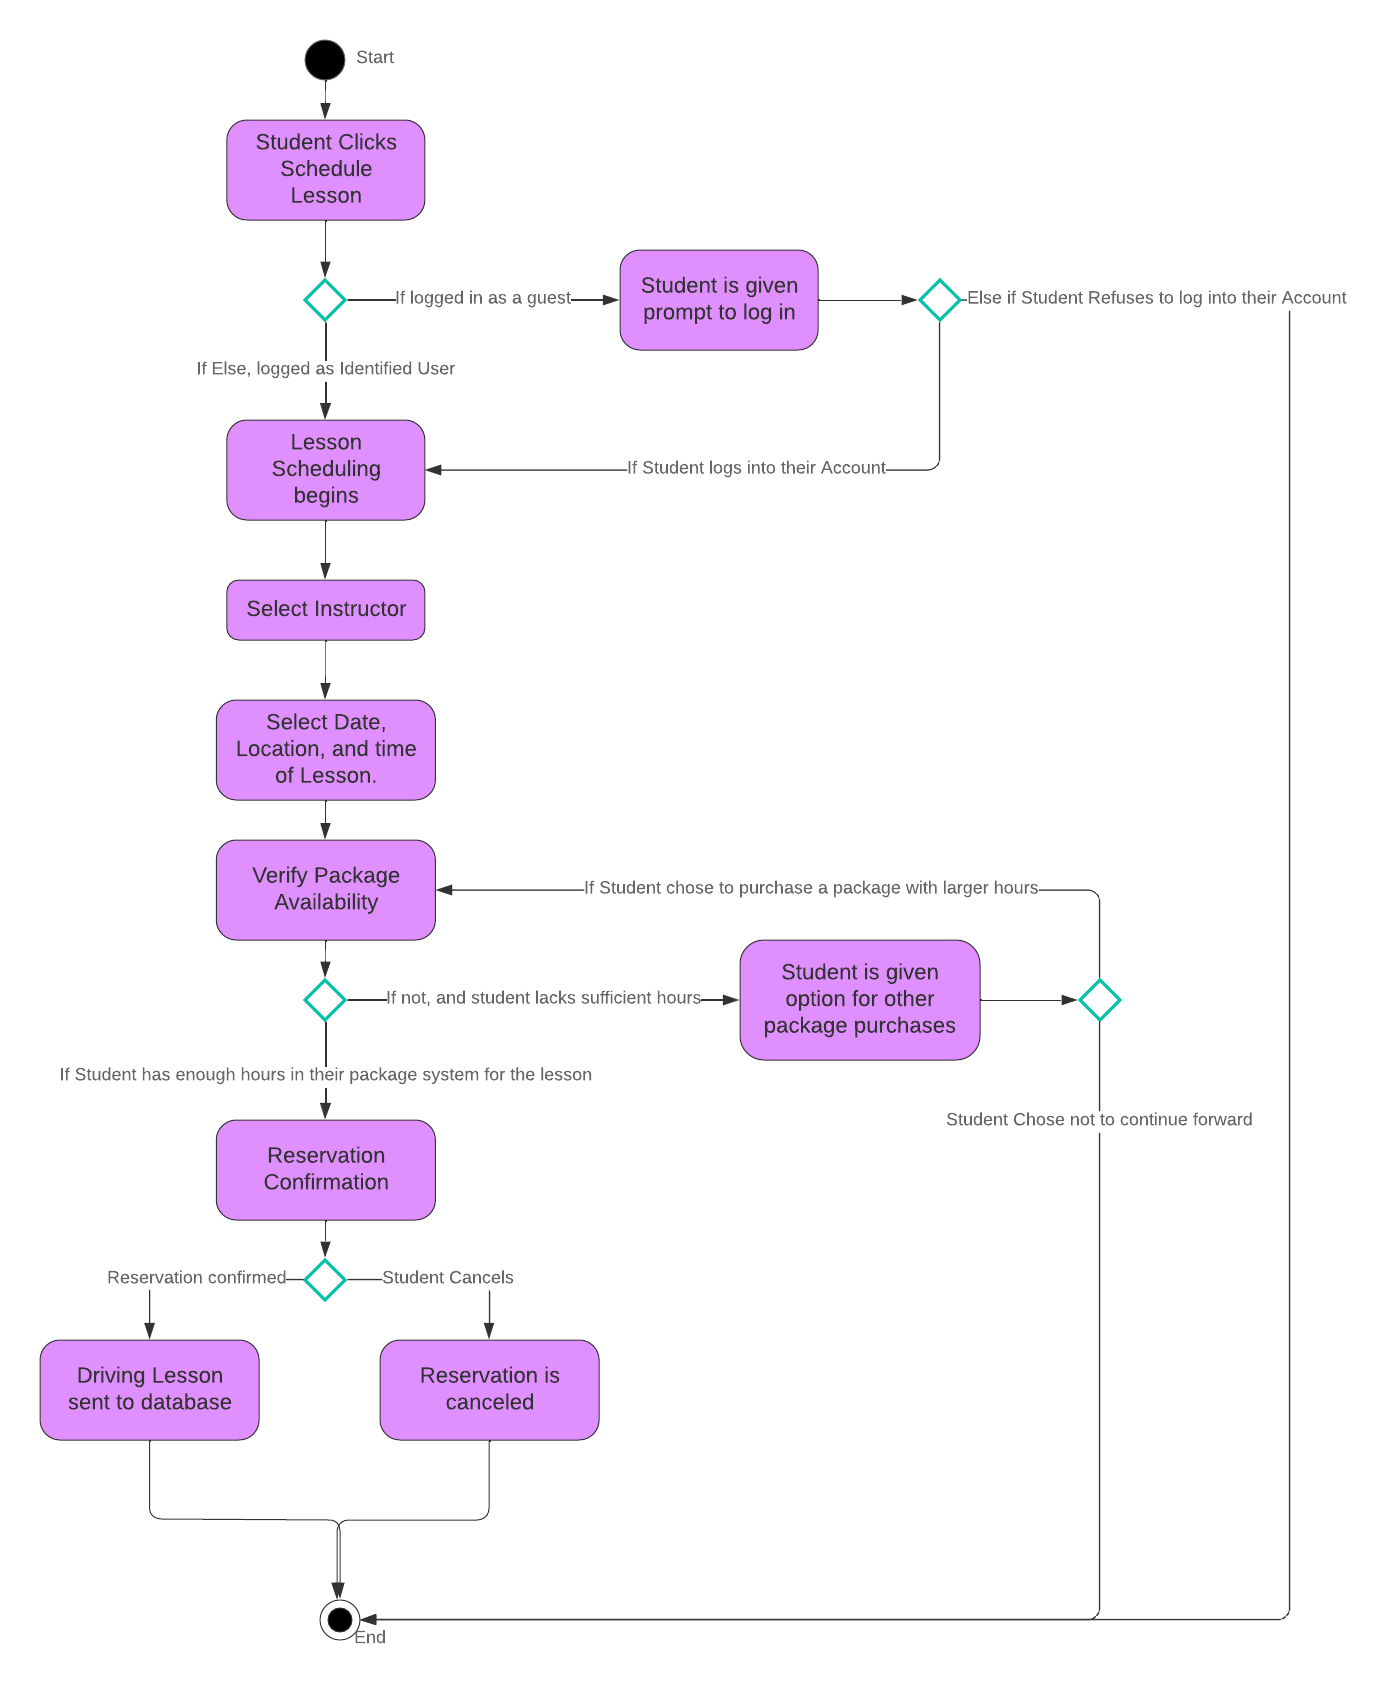 Start
Student Clicks
Schedule
Lesson
If logged in as a guest
Student is given
prompt to log in
Else if Student Refuses to log into their Account
If Else, logged as Identified User
Lesson
Scheduling
begins
If Student logs into their Account
Select Instructor
Select Date,
Location, and time
of Lesson.
Verify Package
Availability
If Student chose to purchase a package with larger hours
If not, and student lacks sufficient hours
Student is given
option for other
package purchases
If Student has enough hours in their package system for the lesson
Student Chose not to continue forward
Reservation
Confirmation
Reservation confirmed
Student Cancels
Driving Lesson
sent to database
Reservation is
canceled
End